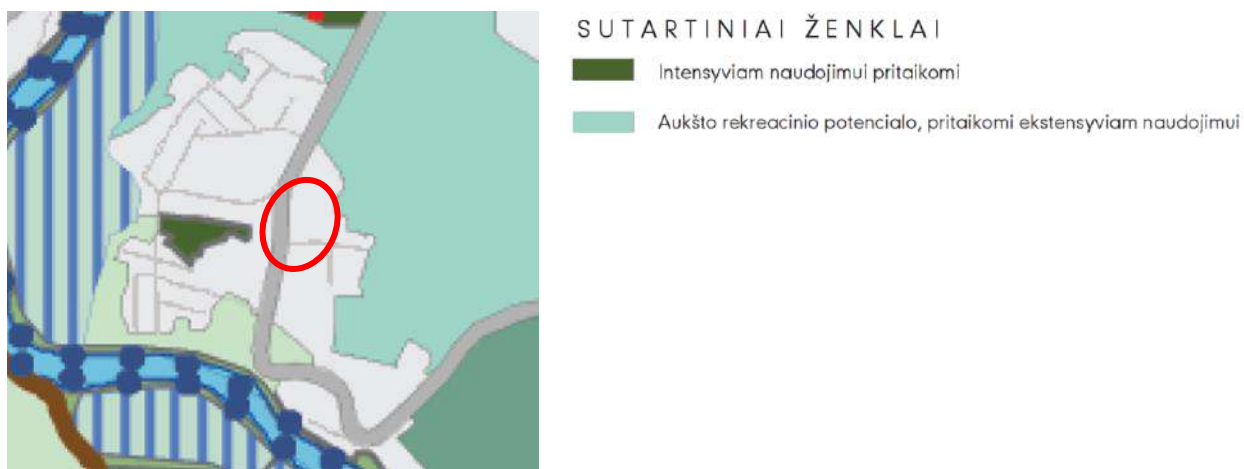 SUTARTINIAI ŽENKLAI
Intensyviam naudojimui pritaikomi
Aukšto rekreacinio potencialo, pritaikomi ekstensyviam naudojimui